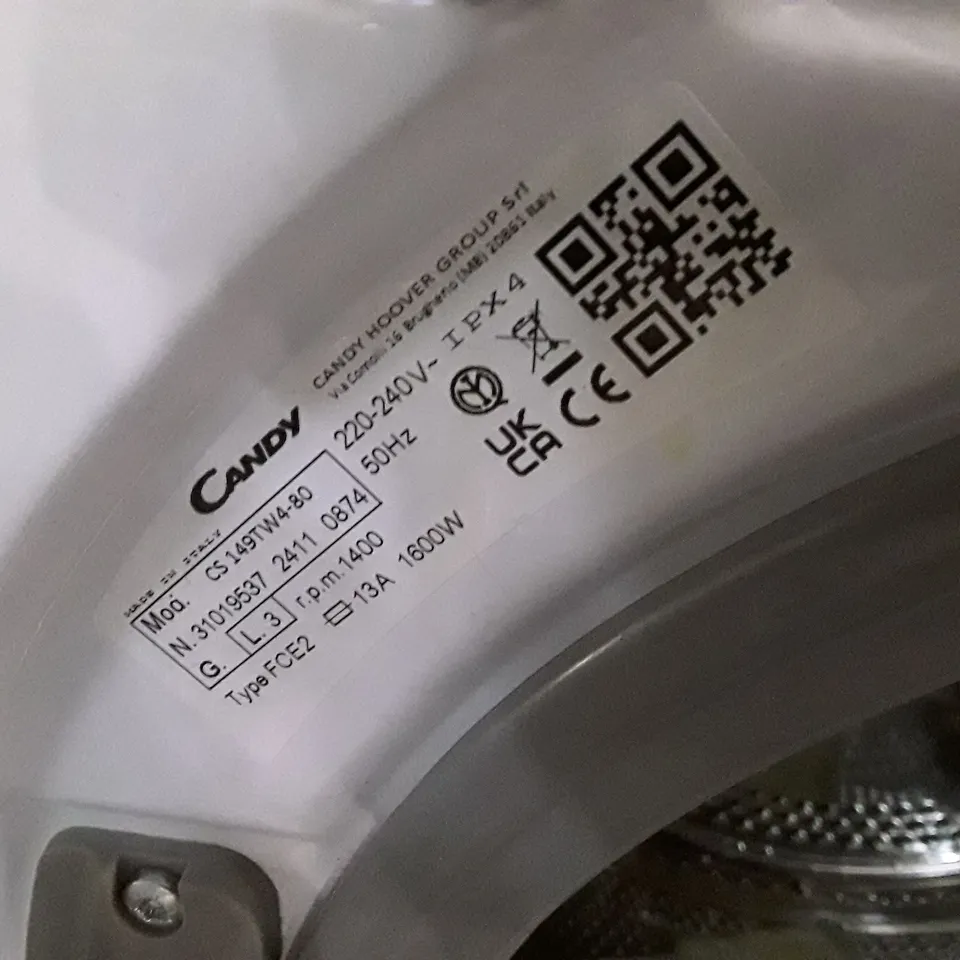 CANDY HOOVER GROUP Srl
Via Comolli 16 Brugherio (MB) 20861 Italy
CANDY
220-240V~ IPX4
50Hz
MADE IN ITALY
Mod. CS 149TW4-80
N. 31019537 2411 0874
G. L. 3 r.p.m.1400
Type FCE2 13A 1600W
UK
CA
CE